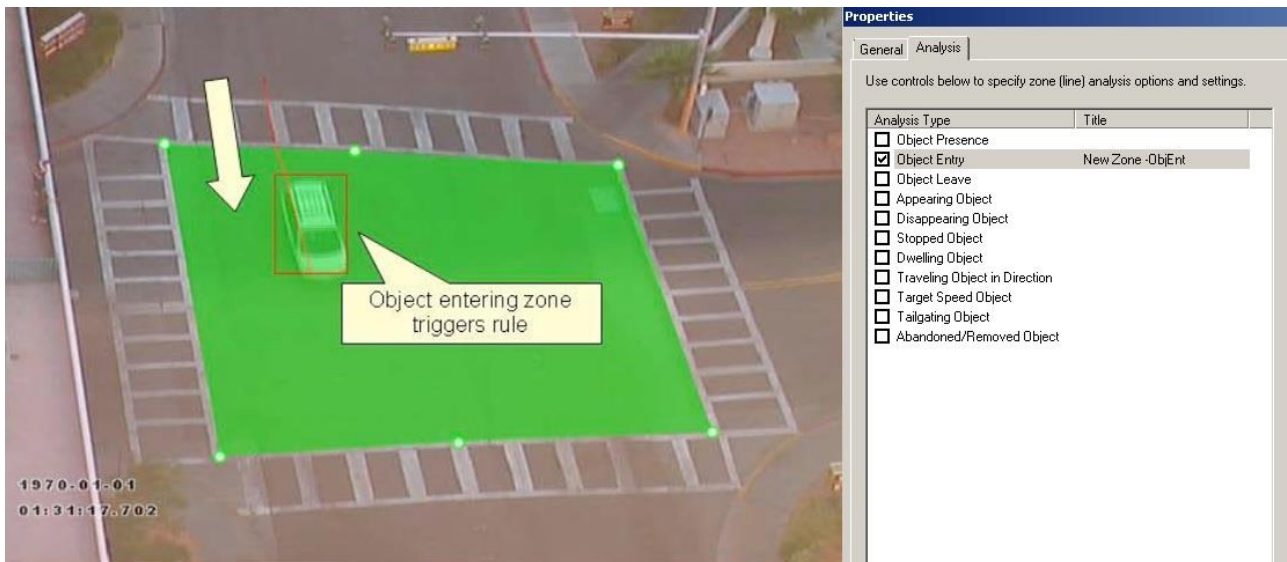 Object entering zone
triggers rule
1970-01-01
01:31:17.702
Properties
General
Analysis
Use controls below to specify zone (line) analysis options and settings.
Analysis Type
Title
Object Presence
Object Entry
New Zone -ObjEnt
Object Leave
Appearing Object
Disappearing Object
Stopped Object
Dwelling Object
Traveling Object in Direction
Target Speed Object
Tailgating Object
Abandoned/Removed Object